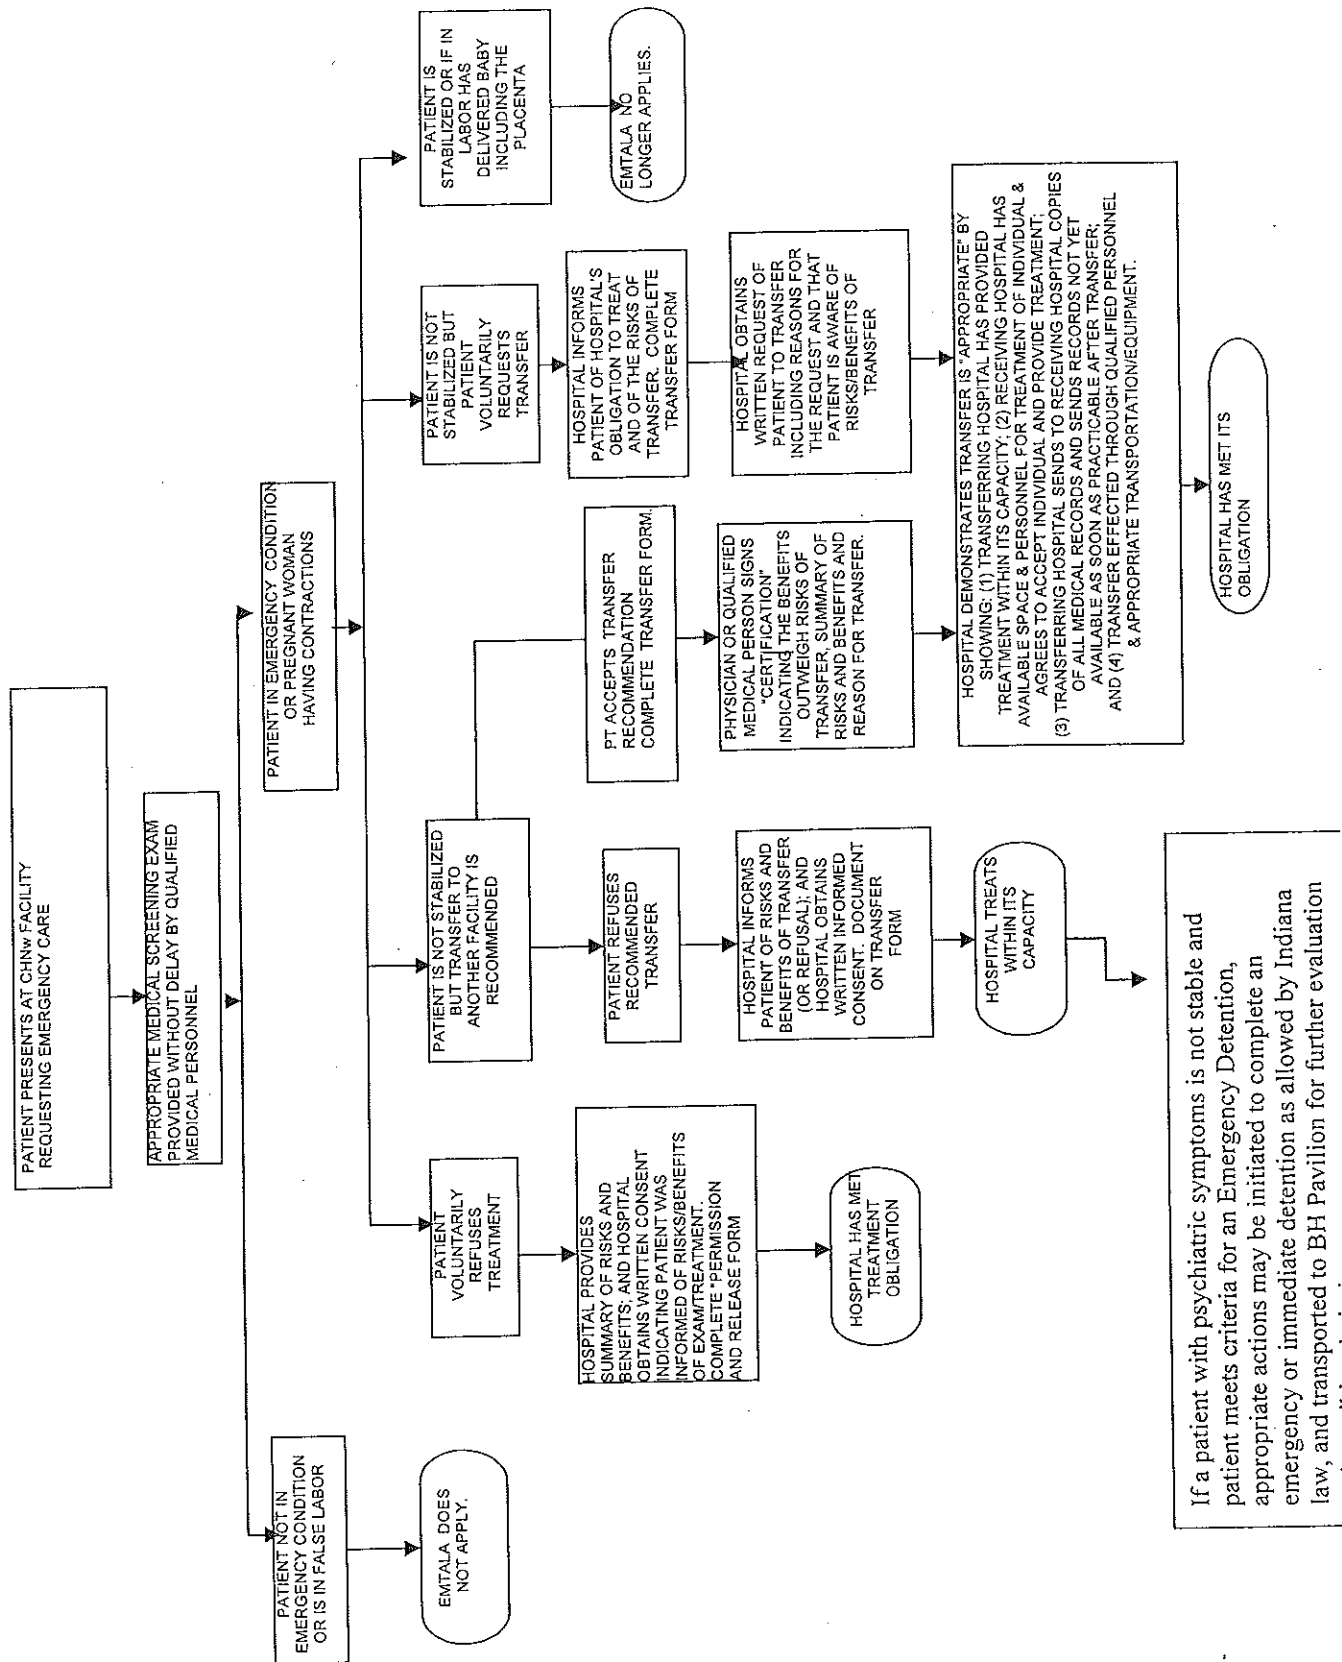 PATIENT PRESENTS AT CHNw FACILITY
REQUESTING EMERGENCY CARE
APPROPRIATE MEDICAL SCREENING EXAM
PROVIDED WITHOUT DELAY BY QUALIFIED
MEDICAL PERSONNEL
PATIENT NOT IN
EMERGENCY CONDITION
OR IS IN FALSE LABOR
EMTALA DOES
NOT APPLY.
PATIENT IN EMERGENCY CONDITION
OR PREGNANT WOMAN
HAVING CONTRACTIONS
PATIENT
VOLUNTARILY
REFUSES
TREATMENT
HOSPITAL PROVIDES
SUMMARY OF RISKS AND
BENEFITS; AND HOSPITAL
OBTAINS WRITTEN CONSENT
INDICATING PATIENT WAS
INFORMED OF RISKS/BENEFITS
OF EXAM/TREATMENT.
COMPLETE "PERMISSION
AND RELEASE FORM
HOSPITAL HAS MET
TREATMENT
OBLIGATION
PATIENT IS NOT STABILIZED
BUT TRANSFER TO
ANOTHER FACILITY IS
RECOMMENDED
PATIENT REFUSES
RECOMMENDED
TRANSFER
HOSPITAL INFORMS
PATIENT OF RISKS AND
BENEFITS OF TRANSFER
(OR REFUSAL); AND
HOSPITAL OBTAINS
WRITTEN INFORMED
CONSENT. DOCUMENT
ON TRANSFER
FORM
HOSPITAL TREATS
WITHIN ITS
CAPACITY
If a patient with psychiatric symptoms is not stable and
patient meets criteria for an Emergency Detention,
appropriate actions may be initiated to complete an
emergency or immediate detention as allowed by Indiana
law, and transported to BH Pavilion for further evaluation
PT ACCEPTS TRANSFER
RECOMMENDATION
COMPLETE TRANSFER FORM.
PHYSICIAN OR QUALIFIED
MEDICAL PERSON SIGNS
"CERTIFICATION"
INDICATING THE BENEFITS
OUTWEIGH RISKS OF
TRANSFER, SUMMARY OF
RISKS AND BENEFITS AND
REASON FOR TRANSFER.
PATIENT IS NOT
STABILIZED BUT
PATIENT
VOLUNTARILY
REQUESTS
TRANSFER
HOSPITAL INFORMS
PATIENT OF HOSPITAL'S
OBLIGATION TO TREAT
AND OF THE RISKS OF
TRANSFER. COMPLETE
TRANSFER FORM
HOSPITAL OBTAINS
WRITTEN REQUEST OF
PATIENT TO TRANSFER
INCLUDING REASONS FOR
THE REQUEST AND THAT
PATIENT IS AWARE OF
RISKS/BENEFITS OF
TRANSFER
HOSPITAL DEMONSTRATES TRANSFER IS "APPROPRIATE" BY
SHOWING: (1) TRANSFERRING HOSPITAL HAS PROVIDED
TREATMENT WITHIN ITS CAPACITY; (2) RECEIVING HOSPITAL HAS
AVAILABLE SPACE & PERSONNEL FOR TREATMENT OF INDIVIDUAL &
AGREES TO ACCEPT INDIVIDUAL AND PROVIDE TREATMENT;
(3) TRANSFERRING HOSPITAL SENDS TO RECEIVING HOSPITAL COPIES
OF ALL MEDICAL RECORDS AND SENDS RECORDS NOT YET
AVAILABLE AS SOON AS PRACTICABLE AFTER TRANSFER;
AND (4) TRANSFER EFFECTED THROUGH QUALIFIED PERSONNEL
& APPROPRIATE TRANSPORTATION/EQUIPMENT.
HOSPITAL HAS MET ITS
OBLIGATION
PATIENT IS
STABILIZED OR IF IN
LABOR HAS
DELIVERED BABY
INCLUDING THE
PLACENTA
EMTALA NO
LONGER APPLIES.